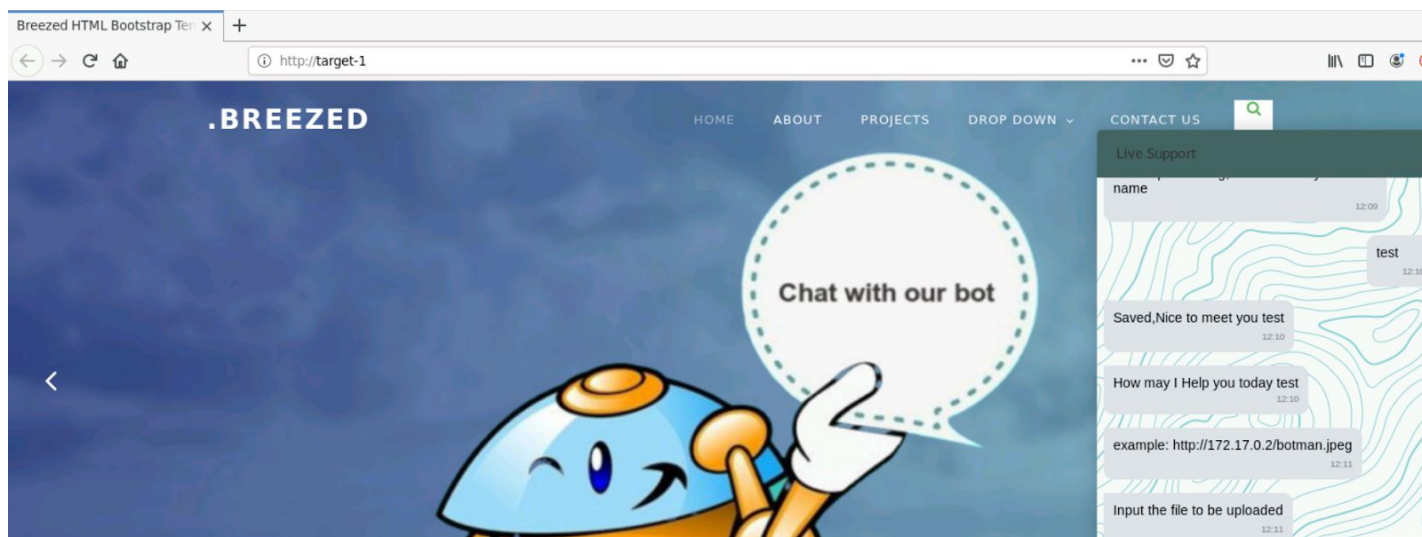 Breezed HTML Bootstrap Ten
http://target-1
.BREEZED
HOME ABOUT PROJECTS DROP DOWN CONTACT US
Live Support
name
12:09
test
Saved,Nice to meet you test
12:10
How may I Help you today test
12:10
example: http://172.17.0.2/botman.jpeg
12:11
Input the file to be uploaded
12:11
Chat with our bot